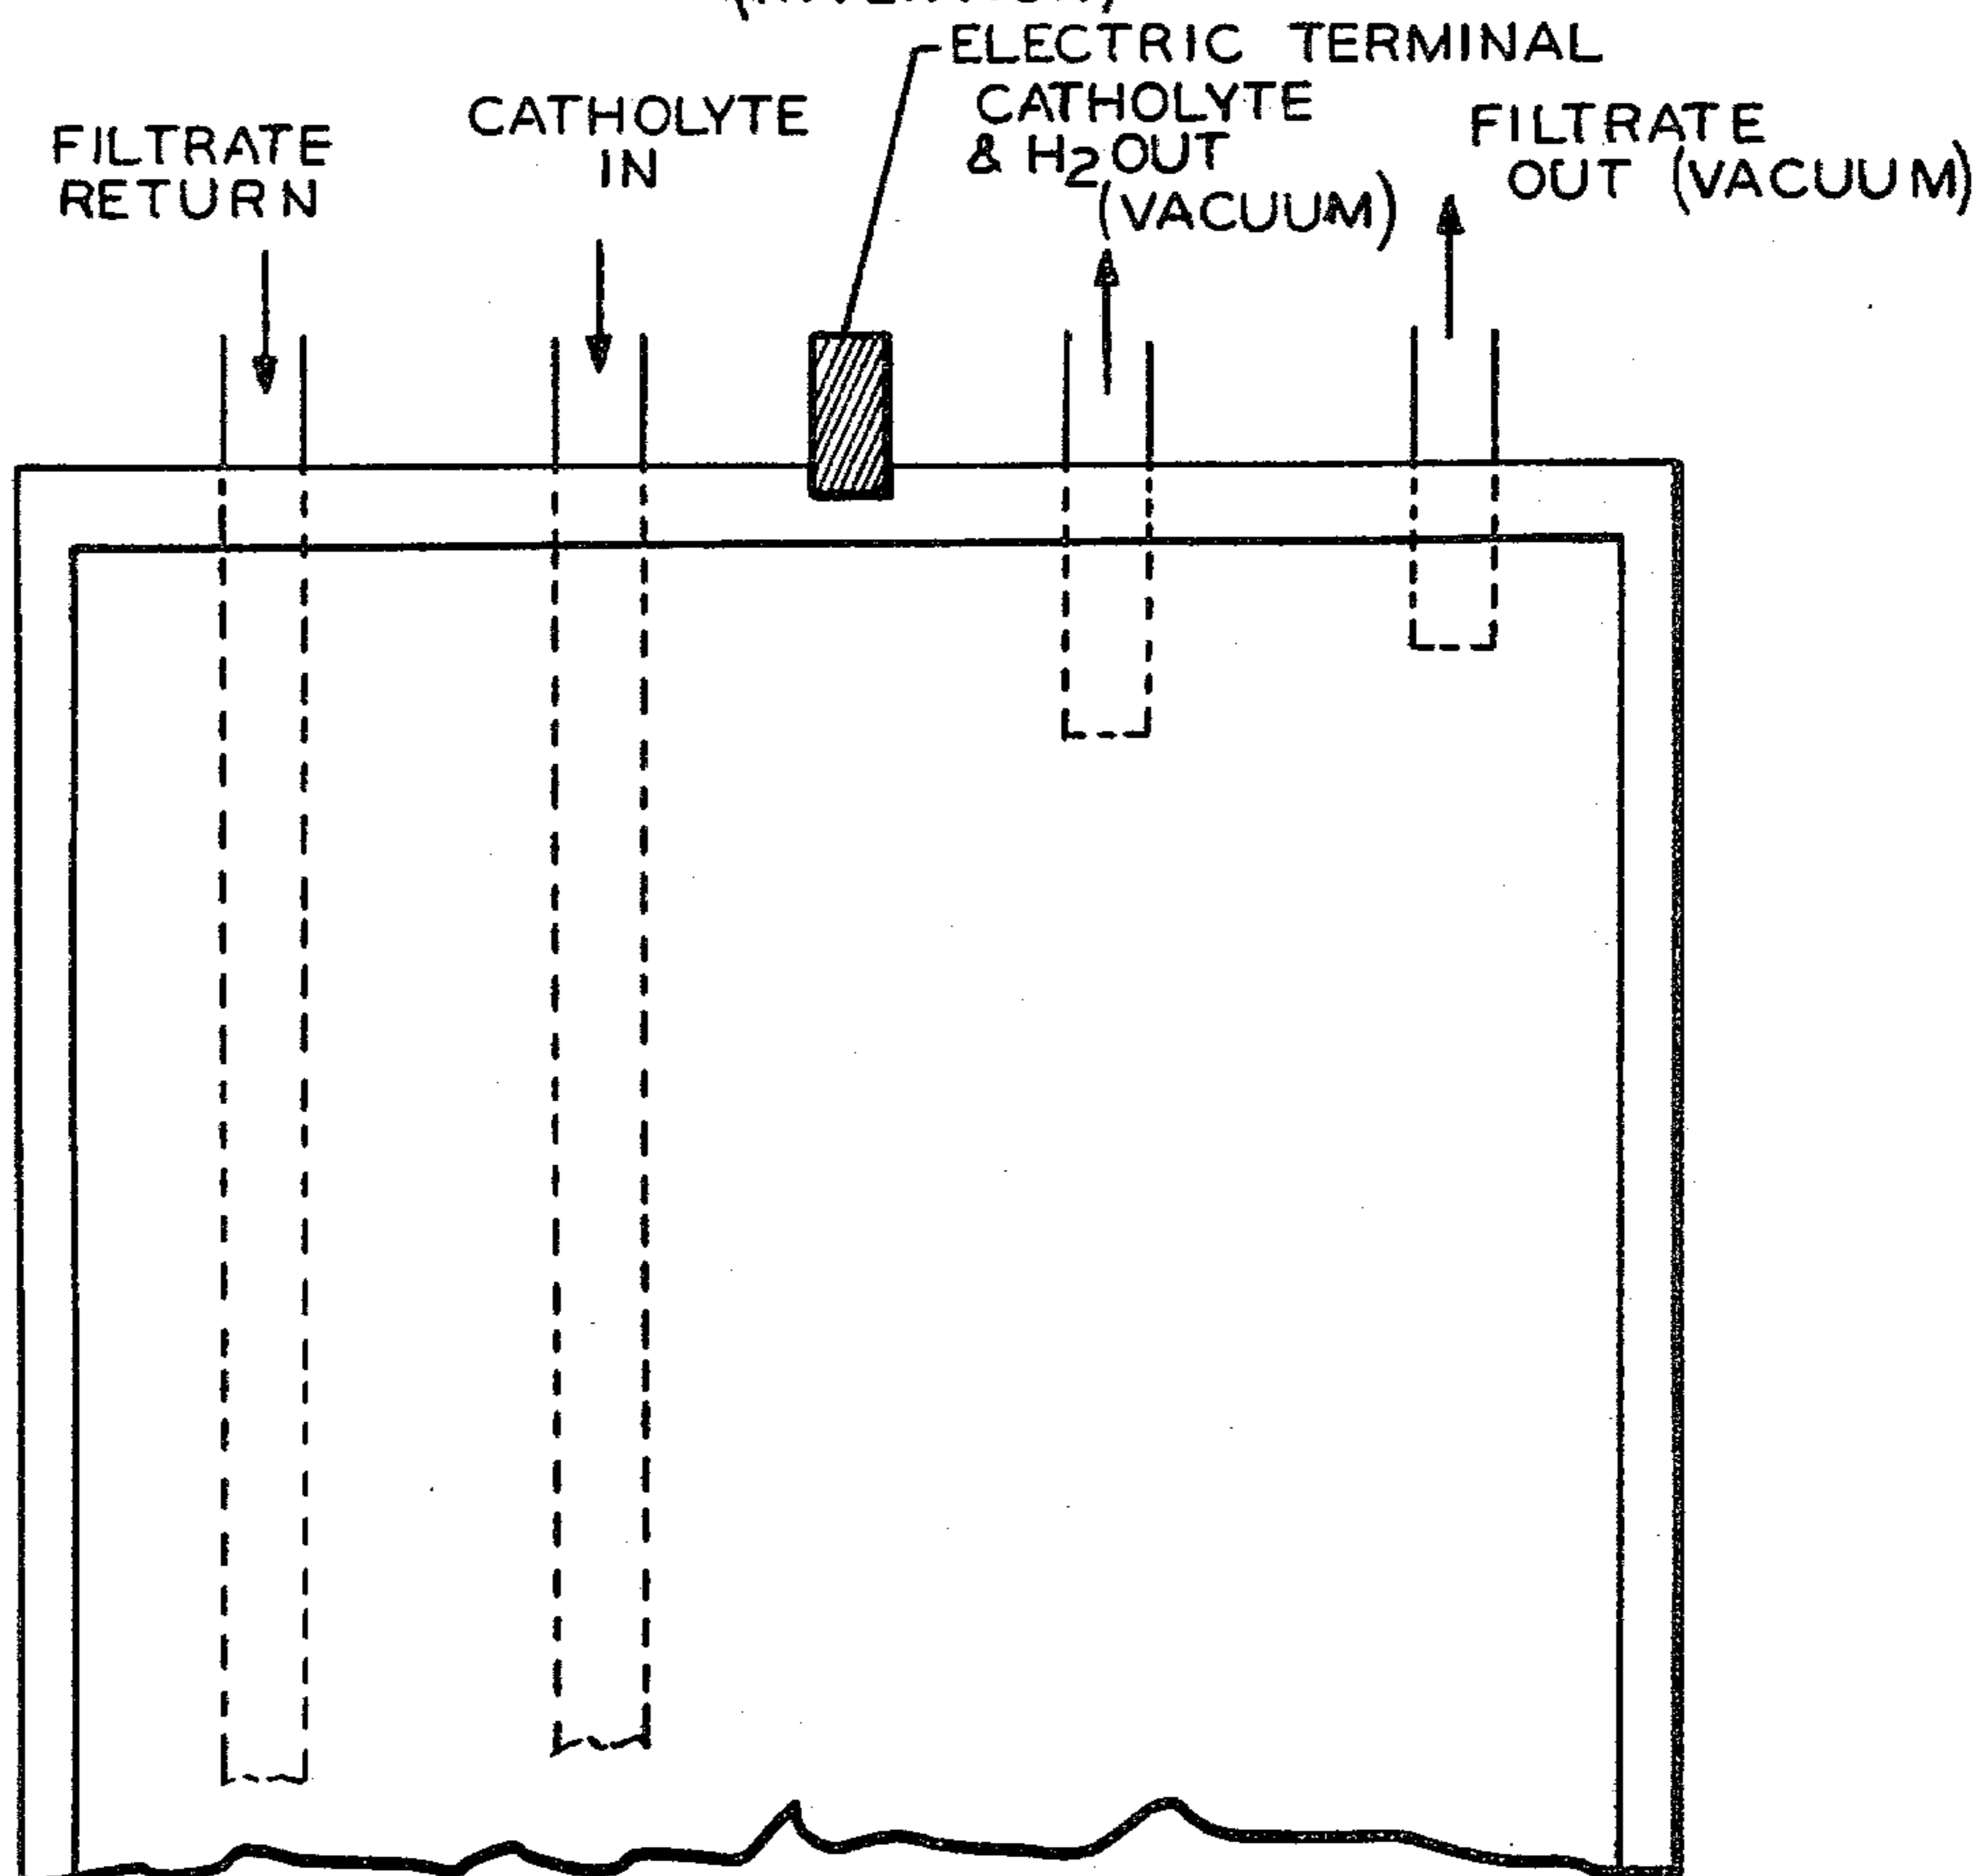 ELECTRIC TERMINAL
FILTRATE
RETURN
CATHOLYTE
IN
CATHOLYTE
& H2 OUT
(VACUUM)
FILTRATE
OUT (VACUUM)